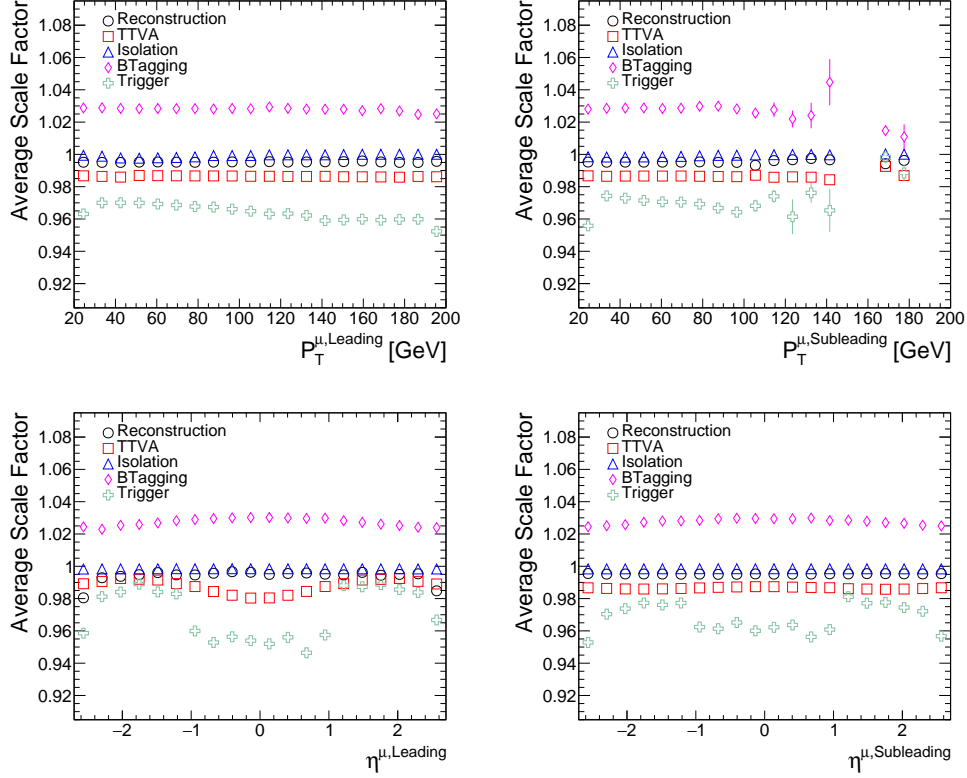 Average Scale Factor
1.08
1.06
1.04
1.02
1
0.98
0.96
0.94
0.92
Reconstruction
TTVA
Isolation
BTagging
Trigger
20 40 60 80 100 120 140 160 180 200
P_T^{μ,Leading} [GeV]
Average Scale Factor
1.08
1.06
1.04
1.02
1
0.98
0.96
0.94
0.92
Reconstruction
TTVA
Isolation
BTagging
Trigger
20 40 60 80 100 120 140 160 180 200
P_T^{μ,Subleading} [GeV]
Average Scale Factor
1.08
1.06
1.04
1.02
1
0.98
0.96
0.94
0.92
Reconstruction
TTVA
Isolation
BTagging
Trigger
−2 −1 0 1 2
η^{μ,Leading}
Average Scale Factor
1.08
1.06
1.04
1.02
1
0.98
0.96
0.94
0.92
Reconstruction
TTVA
Isolation
BTagging
Trigger
−2 −1 0 1 2
η^{μ,Subleading}